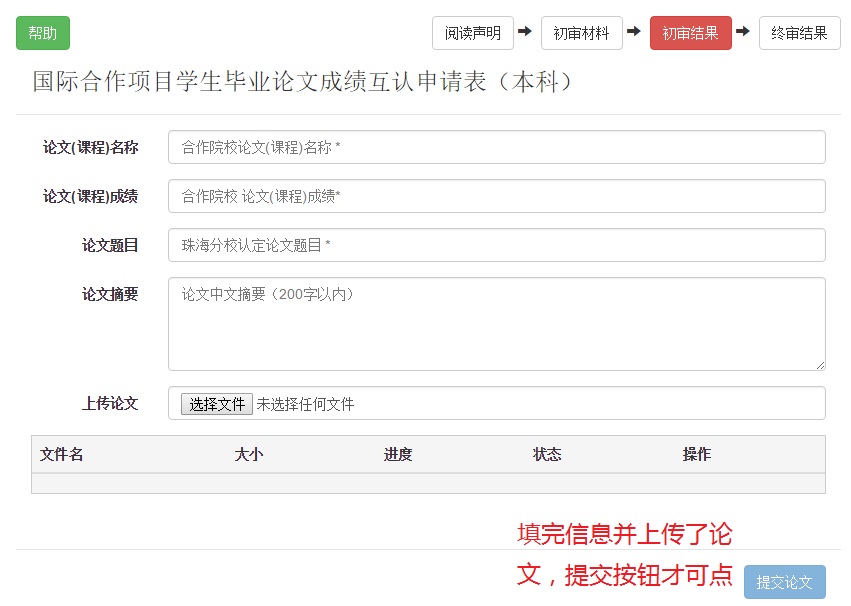 帮助 阅读声明 初审材料 初审结果 终审结果
国际合作项目学生毕业论文成绩互认申请表（本科）
论文(课程)名称 合作院校论文(课程)名称 *
论文(课程)成绩 合作院校 论文(课程)成绩*
论文题目 珠海分校认定论文题目 *
论文摘要 论文中文摘要（200字以内）
上传论文 选择文件 未选择任何文件
文件名 大小 进度 状态 操作
填完信息并上传了论
文，提交按钮才可点 提交论文